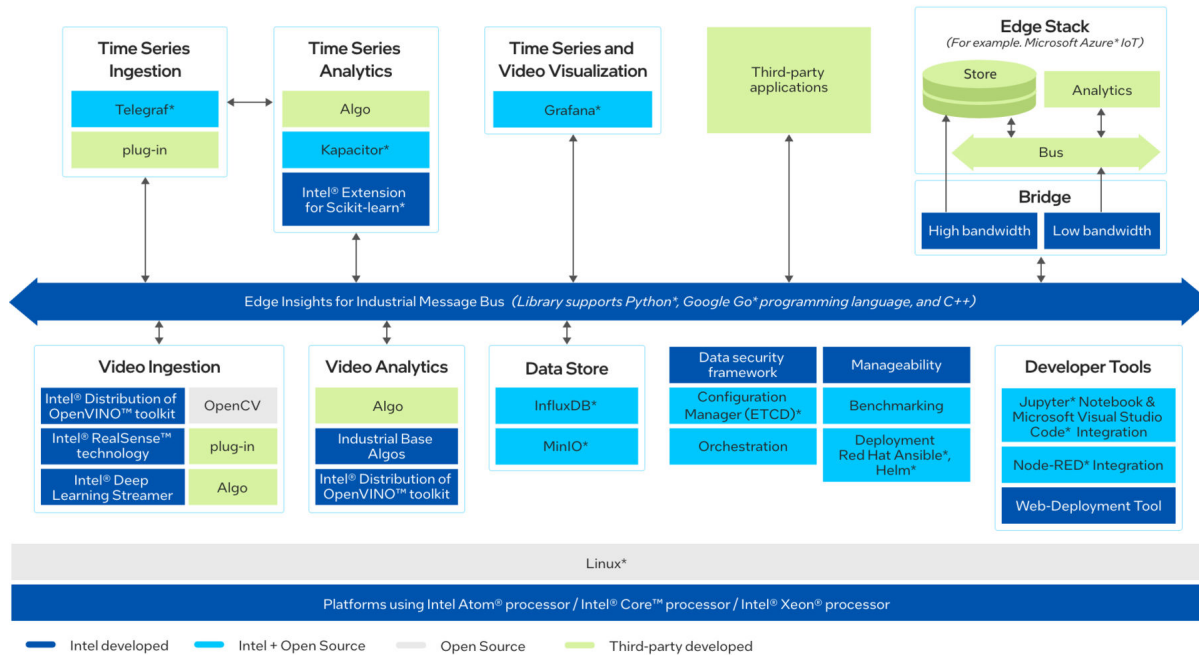 Time Series
Ingestion
Telegraf*
plug-in
Time Series
Analytics
Algo
Kapacitor*
Intel® Extension
for Scikit-learn*
Time Series and
Video Visualization
Grafana*
Third-party
applications
Edge Stack
(For example. Microsoft Azure* IoT)
Store
Analytics
Bus
Bridge
High bandwidth
Low bandwidth
Edge Insights for Industrial Message Bus (Library supports Python*, Google Go* programming language, and C++)
Video Ingestion
Intel® Distribution of
OpenVINO™ toolkit
OpenCV
Intel® RealSense™
technology
plug-in
Intel® Deep
Learning Streamer
Algo
Video Analytics
Algo
Industrial Base
Algos
Intel® Distribution of
OpenVINO™ toolkit
Data Store
InfluxDB*
MinIO*
Data security
framework
Configuration
Manager (ETCD)*
Orchestration
Manageability
Benchmarking
Deployment
Red Hat Ansible*,
Helm*
Developer Tools
Jupyter* Notebook &
Microsoft Visual Studio
Code* Integration
Node-RED* Integration
Web-Deployment Tool
Linux*
Platforms using Intel Atom® processor / Intel® Core™ processor / Intel® Xeon® processor
Intel developed
Intel + Open Source
Open Source
Third-party developed